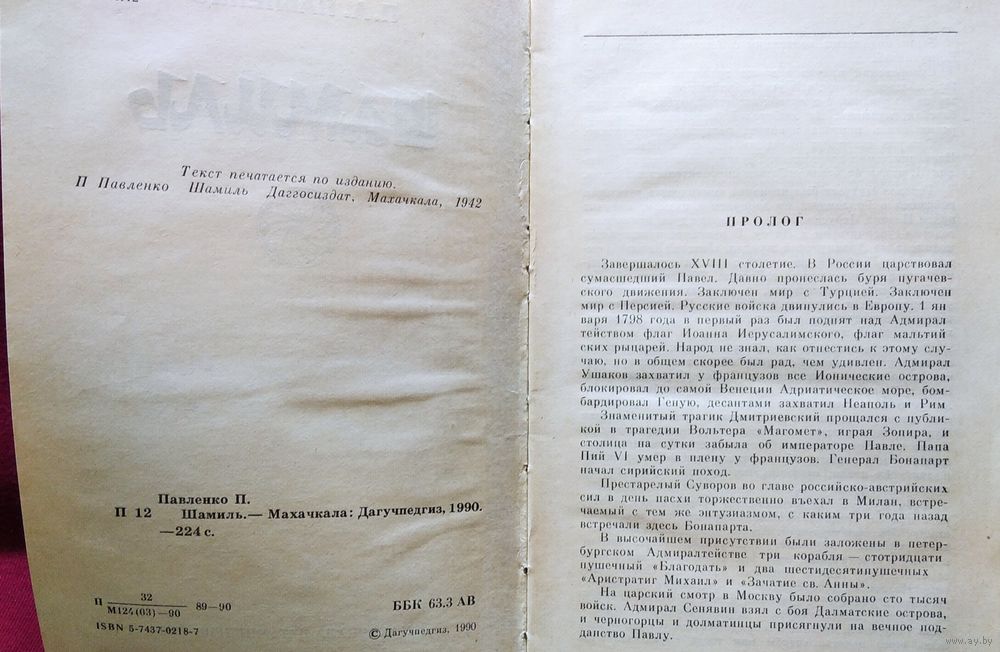 Текст печатается по изданию.
П Павленко Шамиль Даггосиздат, Махачкала, 1942
Павленко П.
П 12 Шамиль.— Махачкала: Дагучпедгиз, 1990.
—224 с.
П 32 89—90
М124(03)—90
ББК 63.3 АВ
ISBN 5-7437-0218-7
© Дагучпедгиз, 1990
ПРОЛОГ
Завершалось XVIII столетие. В России царствовал
сумасшедший Павел. Давно пронеслась буря пугачев-
ского движения. Заключен мир с Турцией. Заключен
мир с Персией. Русские войска двинулись в Европу. 1 ян
варя 1798 года в первый раз был поднят над Адмирал
тейством флаг Иоанна Иерусалимского, флаг мальтий
ских рыцарей. Народ не знал, как отнестись к этому слу-
чаю, но в общем скорее был рад, чем удивлен. Адмирал
Ушаков захватил у французов все Ионические острова,
блокировал до самой Венеции Адриатическое море, бом-
бардировал Геную, десантами захватил Неаполь и Рим
Знаменитый трагик Дмитриевский прощался с публи-
кой в трагедии Вольтера «Магомет», играя Зопира, и
столица на сутки забыла об императоре Павле. Папа
Пий VI умер в плену у французов. Генерал Бонапарт
начал сирийский поход.
Престарелый Суворов во главе российско-австрийских
сил в день пасхи торжественно въехал в Милан, встре-
чаемый с тем же энтузиазмом, с каким три года назад
встречали здесь Бонапарта.
В высочайшем присутствии были заложены в петер-
бургском Адмиралтействе три корабля — стотридцати
пушечный «Благодать» и два шестидесятипушечных
«Аристратиг Михаил» и «Зачатие св. Анны».
На царский смотр в Москву было собрано сто тысяч
войск. Адмирал Сенявин взял с боя Далматские острова,
и черногорцы и долматинцы присягнули на вечное под-
данство Павлу.
www.ay.by